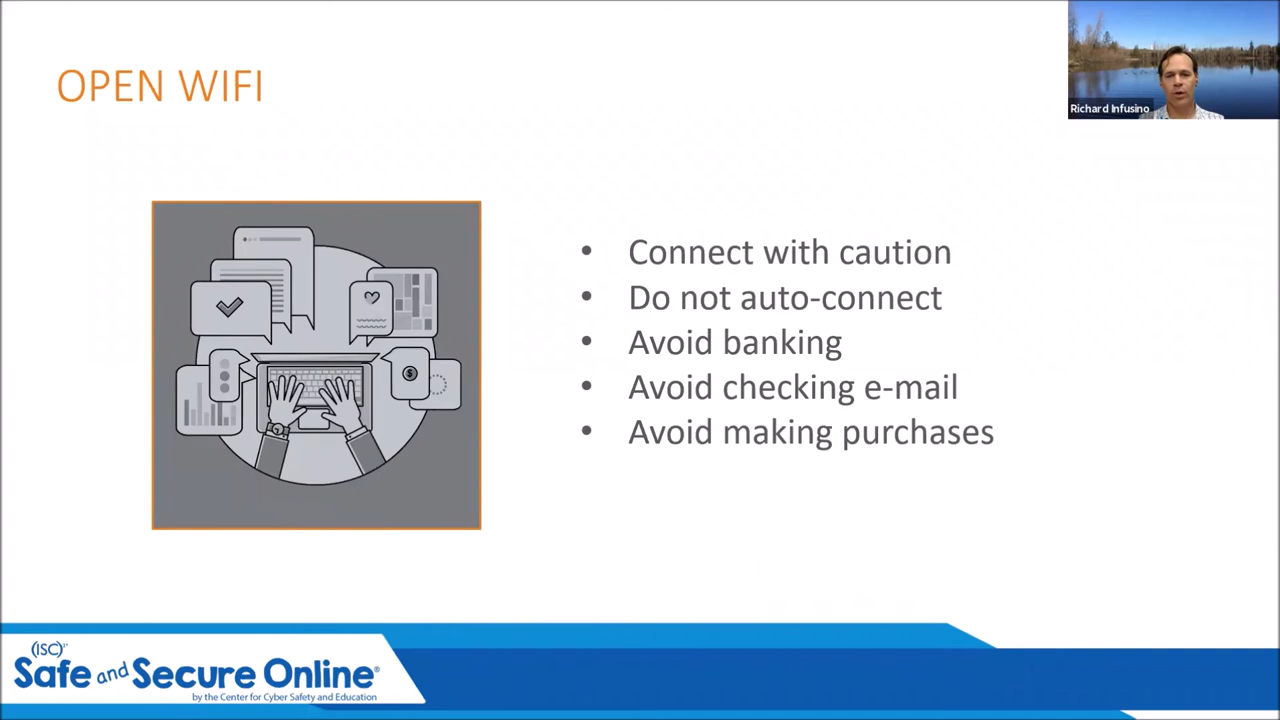 OPEN WIFI
Richard Infusino
• Connect with caution
• Do not auto-connect
• Avoid banking
• Avoid checking e-mail
• Avoid making purchases
$
(ISC)²
Safe and Secure Online®
by the Center for Cyber Safety and Education